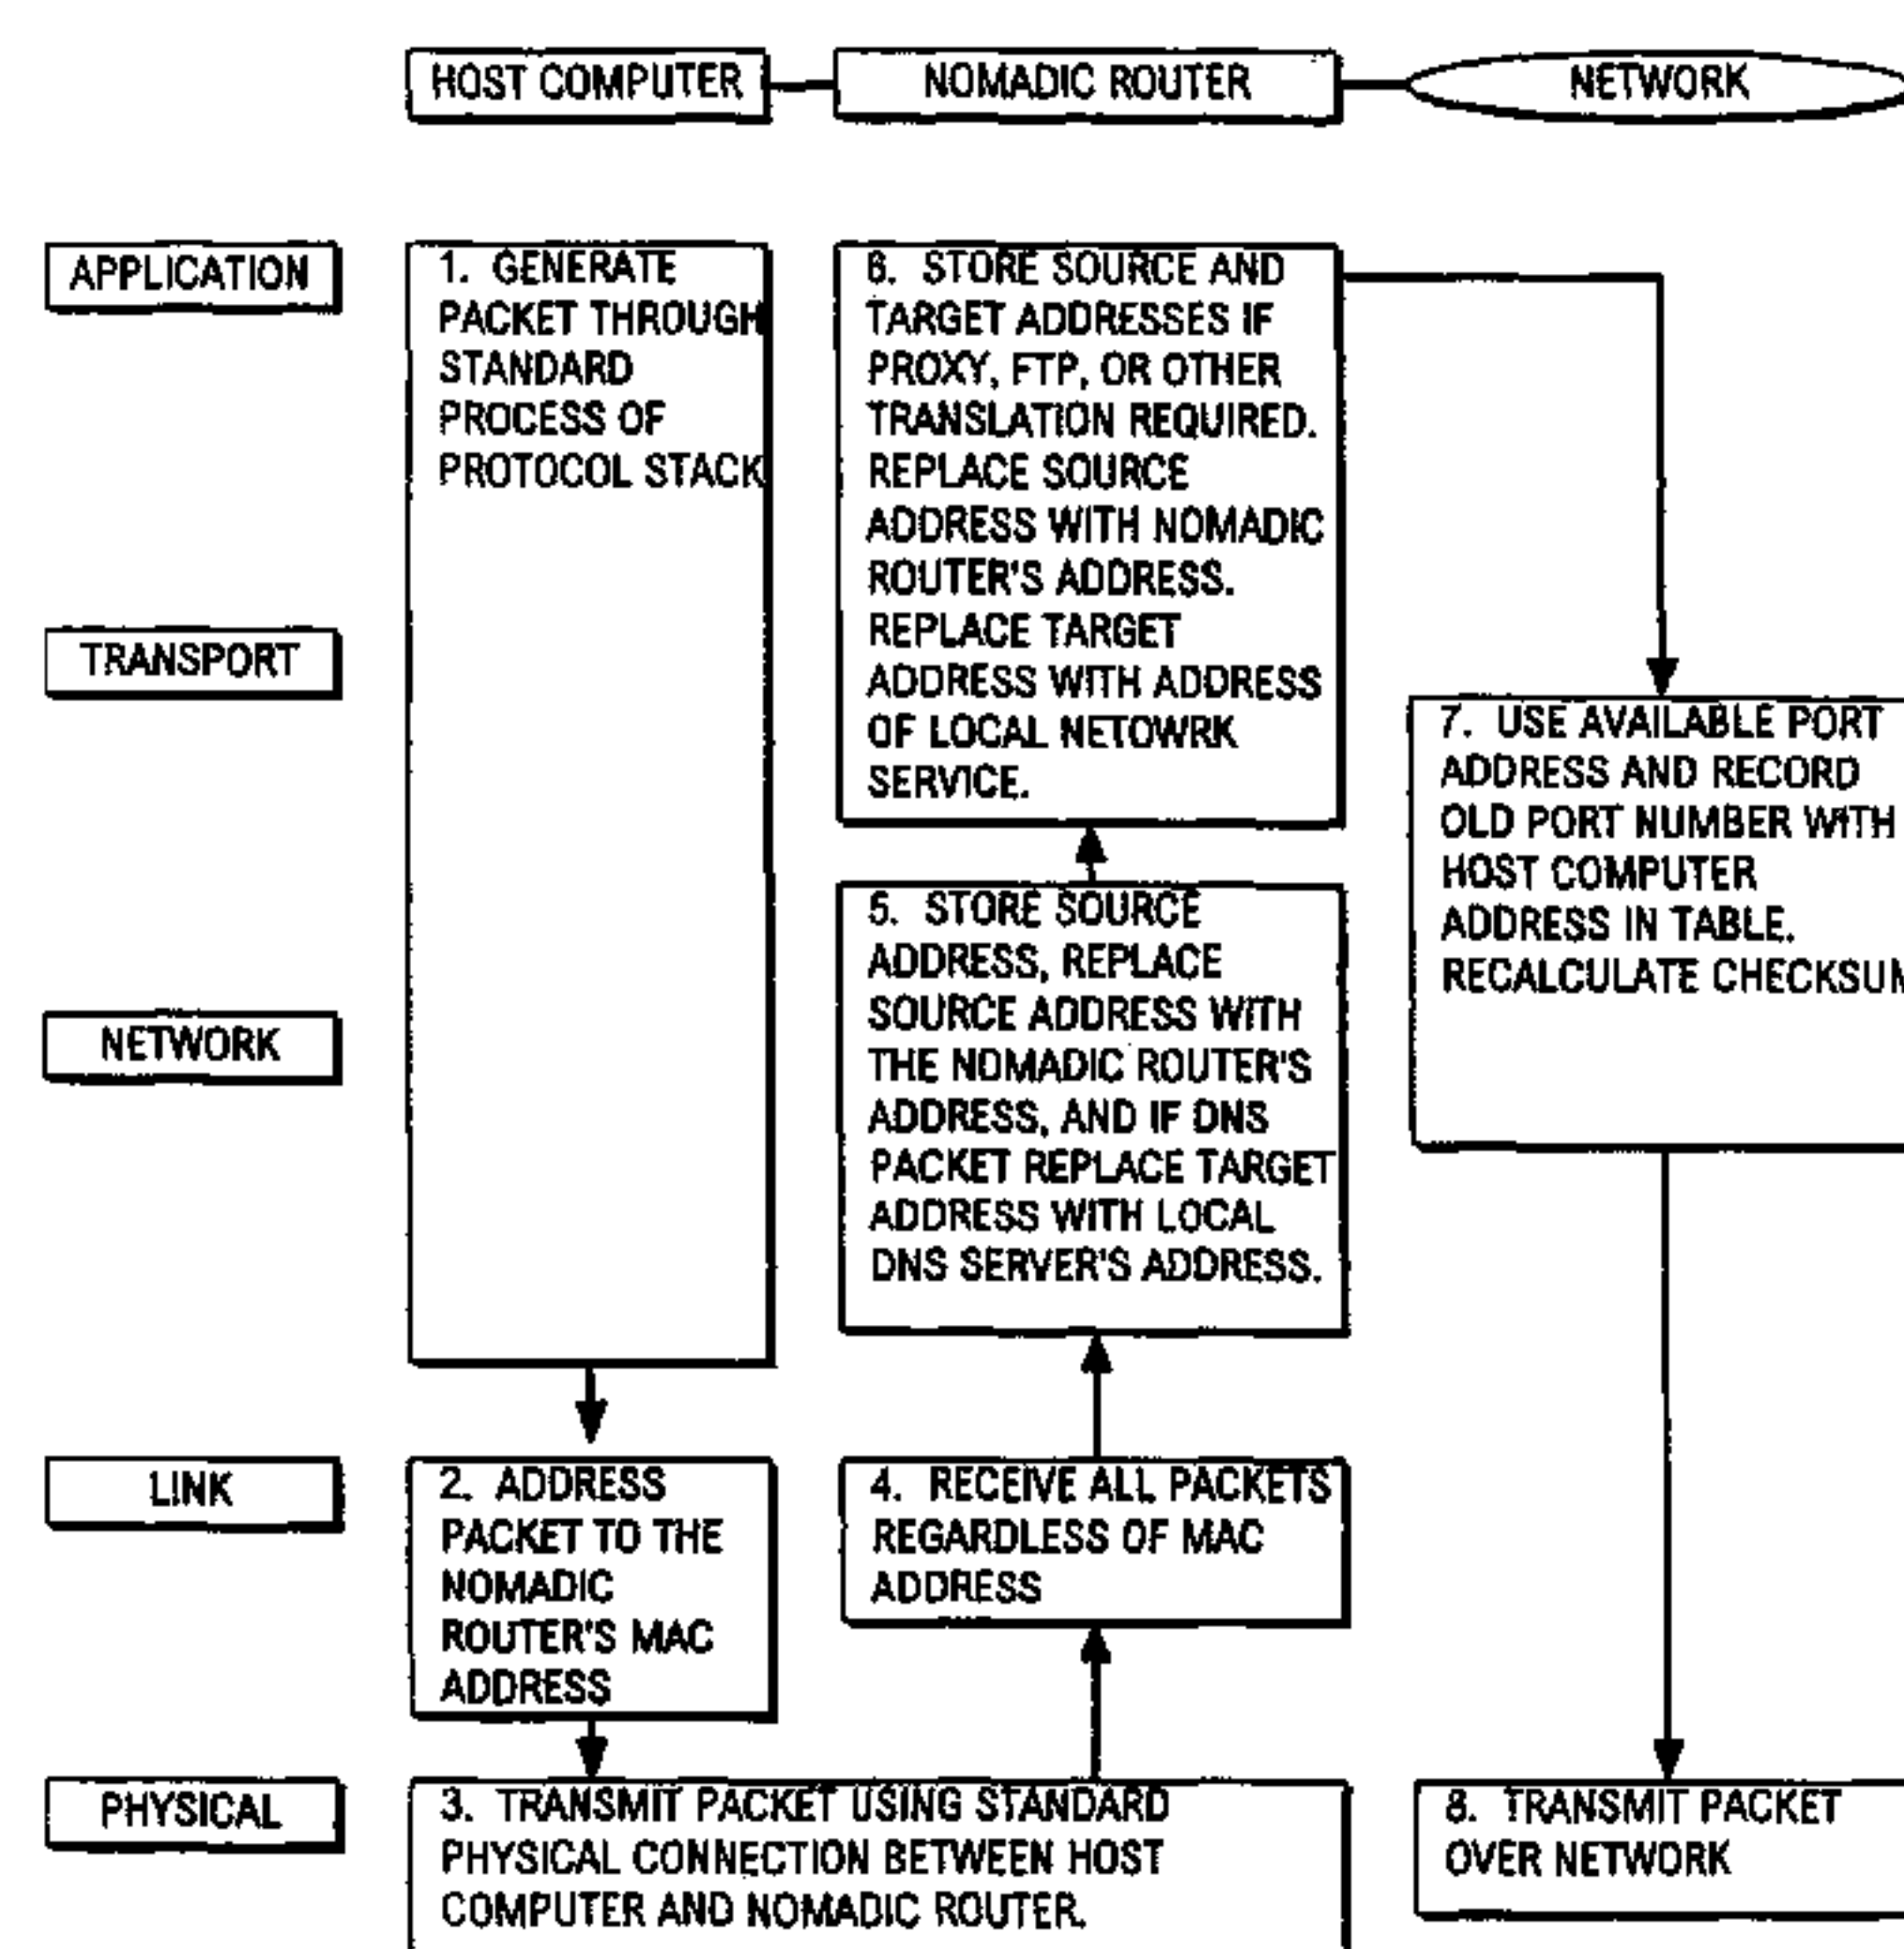 HOST COMPUTER
NOMADIC ROUTER
NETWORK
APPLICATION
1. GENERATE
PACKET THROUGH
STANDARD
PROCESS OF
PROTOCOL STACK
6. STORE SOURCE AND
TARGET ADDRESSES IF
PROXY, FTP, OR OTHER
TRANSLATION REQUIRED.
REPLACE SOURCE
ADDRESS WITH NOMADIC
ROUTER'S ADDRESS.
REPLACE TARGET
ADDRESS WITH ADDRESS
OF LOCAL NETOWRK
SERVICE.
TRANSPORT
7. USE AVAILABLE PORT
ADDRESS AND RECORD
OLD PORT NUMBER WITH
HOST COMPUTER
ADDRESS IN TABLE.
RECALCULATE CHECKSUM
5. STORE SOURCE
ADDRESS, REPLACE
SOURCE ADDRESS WITH
THE NOMADIC ROUTER'S
ADDRESS, AND IF DNS
PACKET REPLACE TARGET
ADDRESS WITH LOCAL
DNS SERVER'S ADDRESS.
NETWORK
LINK
2. ADDRESS
PACKET TO THE
NOMADIC
ROUTER'S MAC
ADDRESS
4. RECEIVE ALL PACKETS
REGARDLESS OF MAC
ADDRESS
PHYSICAL
3. TRANSMIT PACKET USING STANDARD
PHYSICAL CONNECTION BETWEEN HOST
COMPUTER AND NOMADIC ROUTER.
8. TRANSMIT PACKET
OVER NETWORK